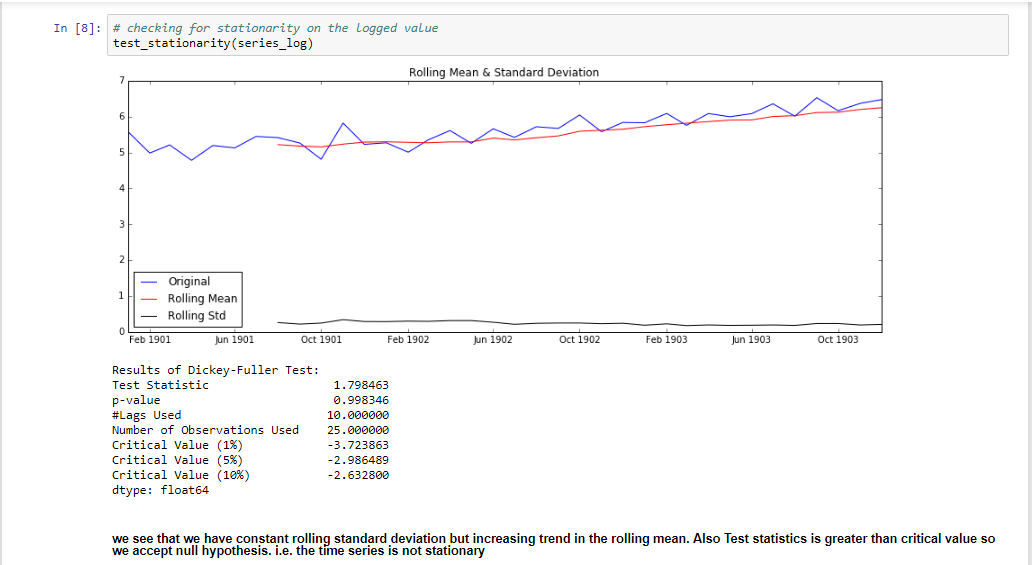 In [8]: # checking for stationarity on the logged value
test_stationarity(series_log)
Rolling Mean & Standard Deviation
7
6
5
4
3
2
1
0
Original
Rolling Mean
Rolling Std
Feb 1901 Jun 1901 Oct 1901 Feb 1902 Jun 1902 Oct 1902 Feb 1903 Jun 1903 Oct 1903
Results of Dickey-Fuller Test:
Test Statistic 1.798463
p-value 0.998346
#Lags Used 10.000000
Number of Observations Used 25.000000
Critical Value (1%) -3.723863
Critical Value (5%) -2.986489
Critical Value (10%) -2.632800
dtype: float64
we see that we have constant rolling standard deviation but increasing trend in the rolling mean. Also Test statistics is greater than critical value so
we accept null hypothesis. i.e. the time series is not stationary